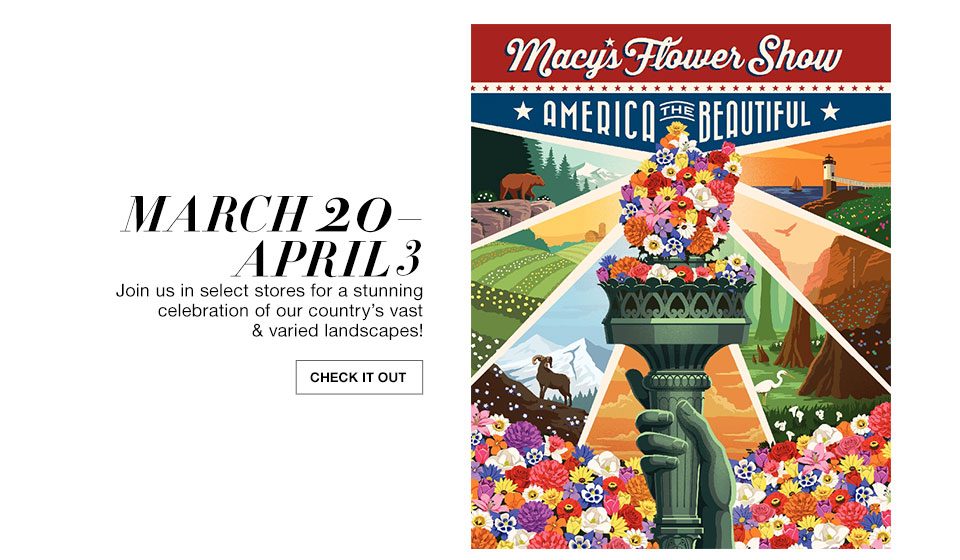 MARCH 20–
APRIL 3
Join us in select stores for a stunning
celebration of our country's vast
& varied landscapes!
CHECK IT OUT
Macy's Flower Show
AMERICA THE BEAUTIFUL